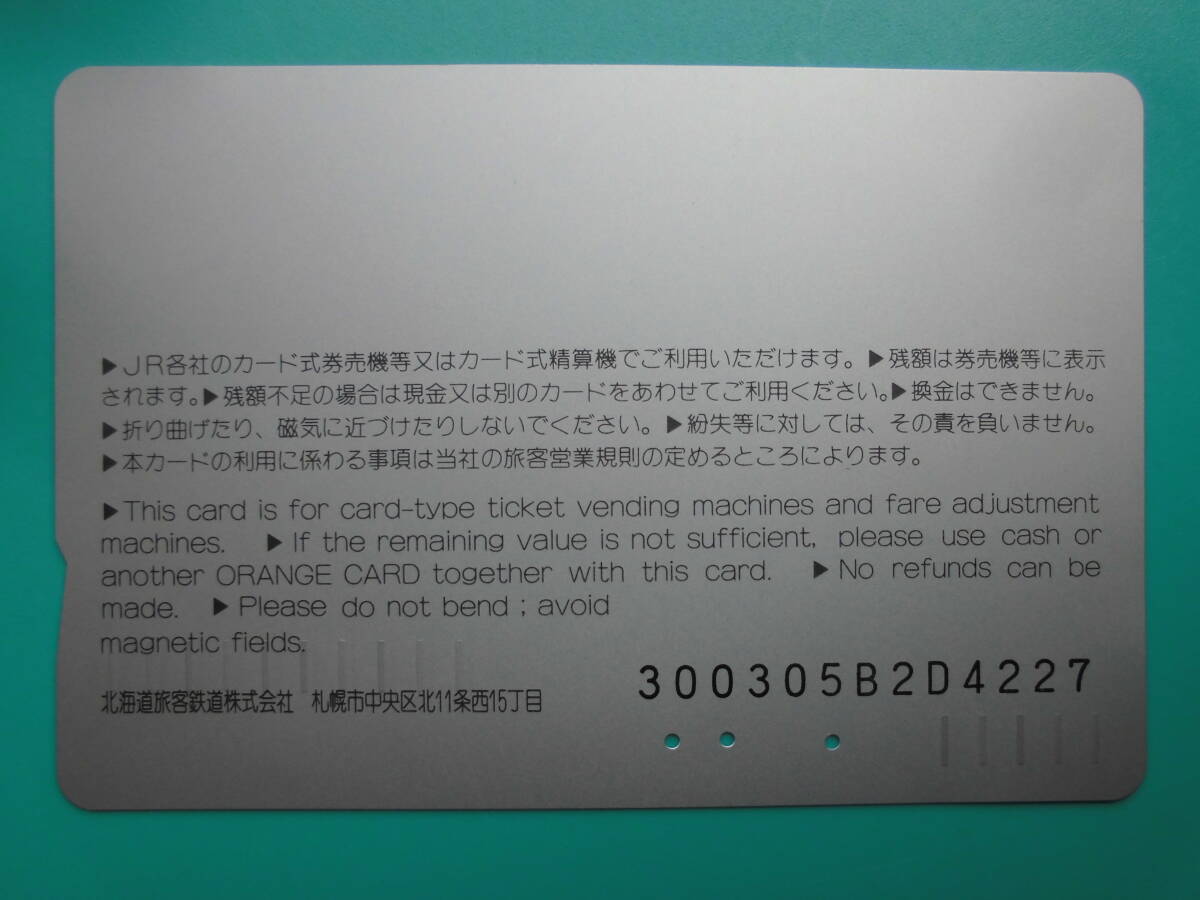 ▶JR各社のカード式券売機等又はカード式精算機でご利用いただけます。▶残額は券売機等に表示
されます。▶残額不足の場合は現金又は別のカードをあわせてご利用ください。▶換金はできません。
▶折り曲げたり、磁気に近づけたりしないでください。▶紛失等に対しては、その責を負いません。
▶本カードの利用に係わる事項は当社の旅客営業規則の定めるところによります。
▶This card is for card-type ticket vending machines and fare adjustment
machines. ▶If the remaining value is not sufficient, please use cash or
another ORANGE CARD together with this card. ▶No refunds can be
made. ▶Please do not bend ; avoid
magnetic fields.
北海道旅客鉄道株式会社 札幌市中央区北11条西15丁目
300305B2D4227